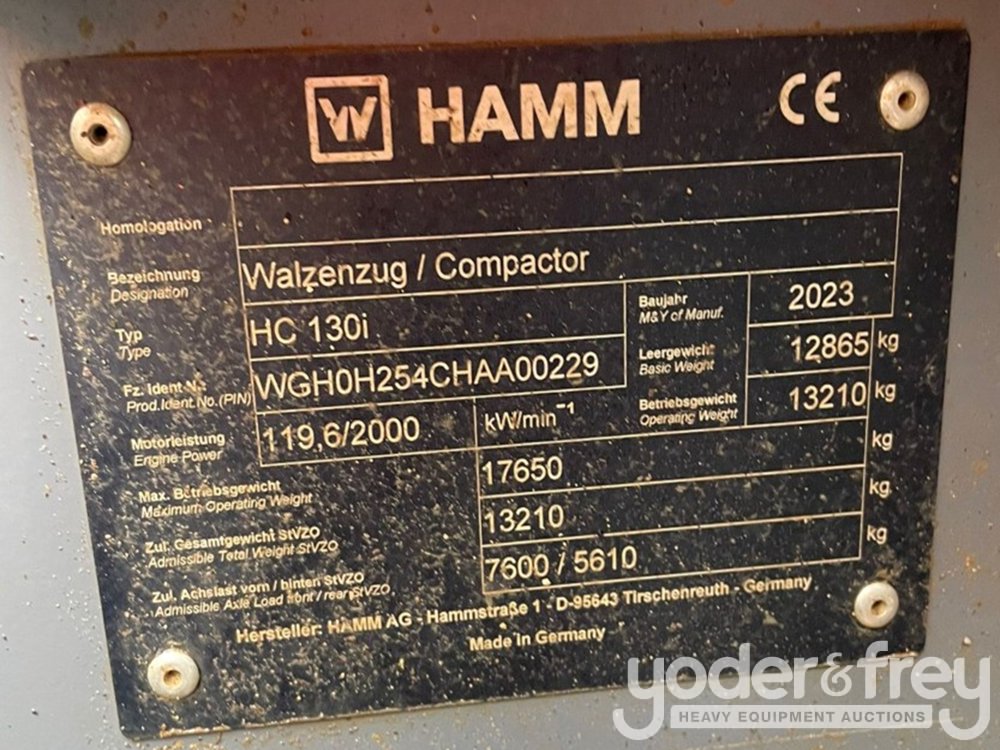 W HAMM CE
Homologation
Bezeichnung
Designation
Walzenzug / Compactor
Typ
Type
HC 130i
Baujahr
M&Y of Manuf.
2023
Fz. Ident-Nr.:
Prod.Ident.No.(PIN)
WGH0H254CHAA00229
Leergewicht
Basic Weight
12865 kg
Motorleistung
Engine Power
119,6/2000 kW/min⁻¹
Betriebsgewicht
Operating Weight
13210 kg
Max. Betriebsgewicht
Maximum Operating Weight
17650 kg
Zul. Gesamtgewicht StVZO
Admissible Total Weight StVZO
13210 kg
Zul. Achslast vorn / hinten StVZO
Admissible Axle Load front / rear StVZO
7600 / 5610 kg
Hersteller: HAMM AG - Hammstraße 1 - D-95643 Tirschenreuth - Germany
Made in Germany
yoder&frey
HEAVY EQUIPMENT AUCTIONS